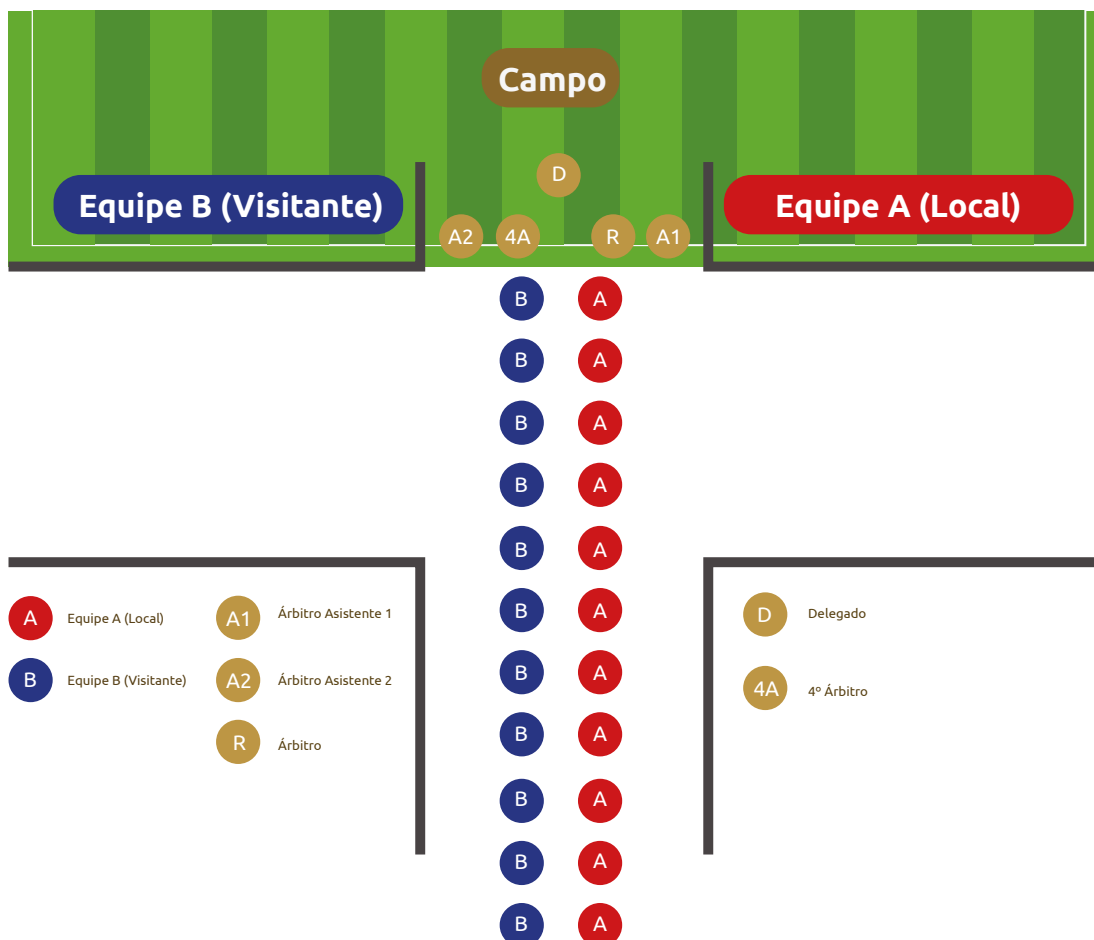 Campo
D
Equipe B (Visitante)
Equipe A (Local)
A2 4A R A1
B A
B A
B A
B A
B A
B A
B A
B A
B A
B A
B A
A Equipe A (Local)
B Equipe B (Visitante)
A1 Árbitro Asistente 1
A2 Árbitro Asistente 2
R Árbitro
D Delegado
4A 4º Árbitro